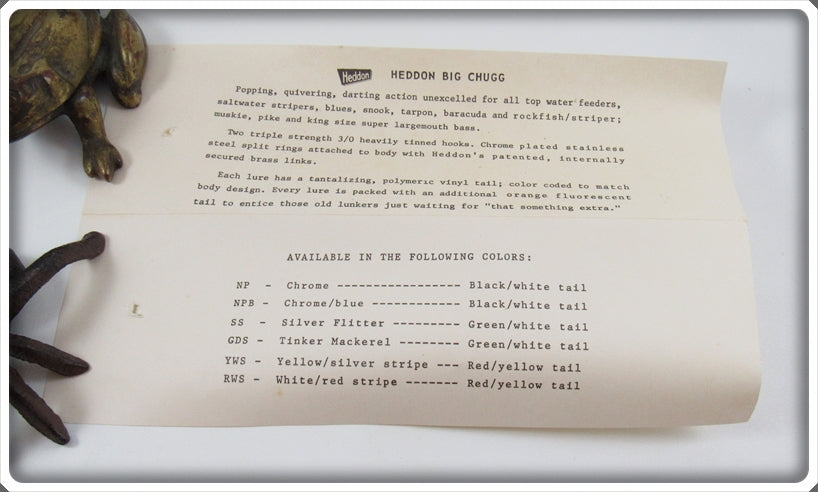 Heddon HEDDON BIG CHUGG
Popping, quivering, darting action unexcelled for all top water feeders,
saltwater stripers, blues, snook, tarpon, baracuda and rockfish/striper;
muskie, pike and king size super largemouth bass.
Two triple strength 3/0 heavily tinned hooks. Chrome plated stainless
steel split rings attached to body with Heddon's patented, internally
secured brass links.
Each lure has a tantalizing, polymeric vinyl tail; color coded to match
body design. Every lure is packed with an additional orange fluorescent
tail to entice those old lunkers just waiting for "that something extra."
AVAILABLE IN THE FOLLOWING COLORS:
NP - Chrome ----------------- Black/white tail
NPB - Chrome/blue ------------ Black/white tail
SS - Silver Flitter --------- Green/white tail
GDS - Tinker Mackerel -------- Green/white tail
YWS - Yellow/silver stripe --- Red/yellow tail
RWS - White/red stripe ------- Red/yellow tail